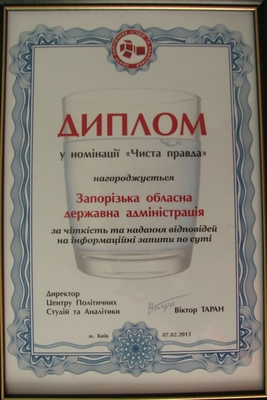 ДИПЛОМ
у номінації «Чиста правда»
нагороджується
Запорізька обласна
державна адміністрація
за чіткість та надання відповідей
на інформаційні запити по суті
Директор
Центру Політичних
Студій та Аналітики
Віктор ТАРАН
м. Київ
07.02.2013